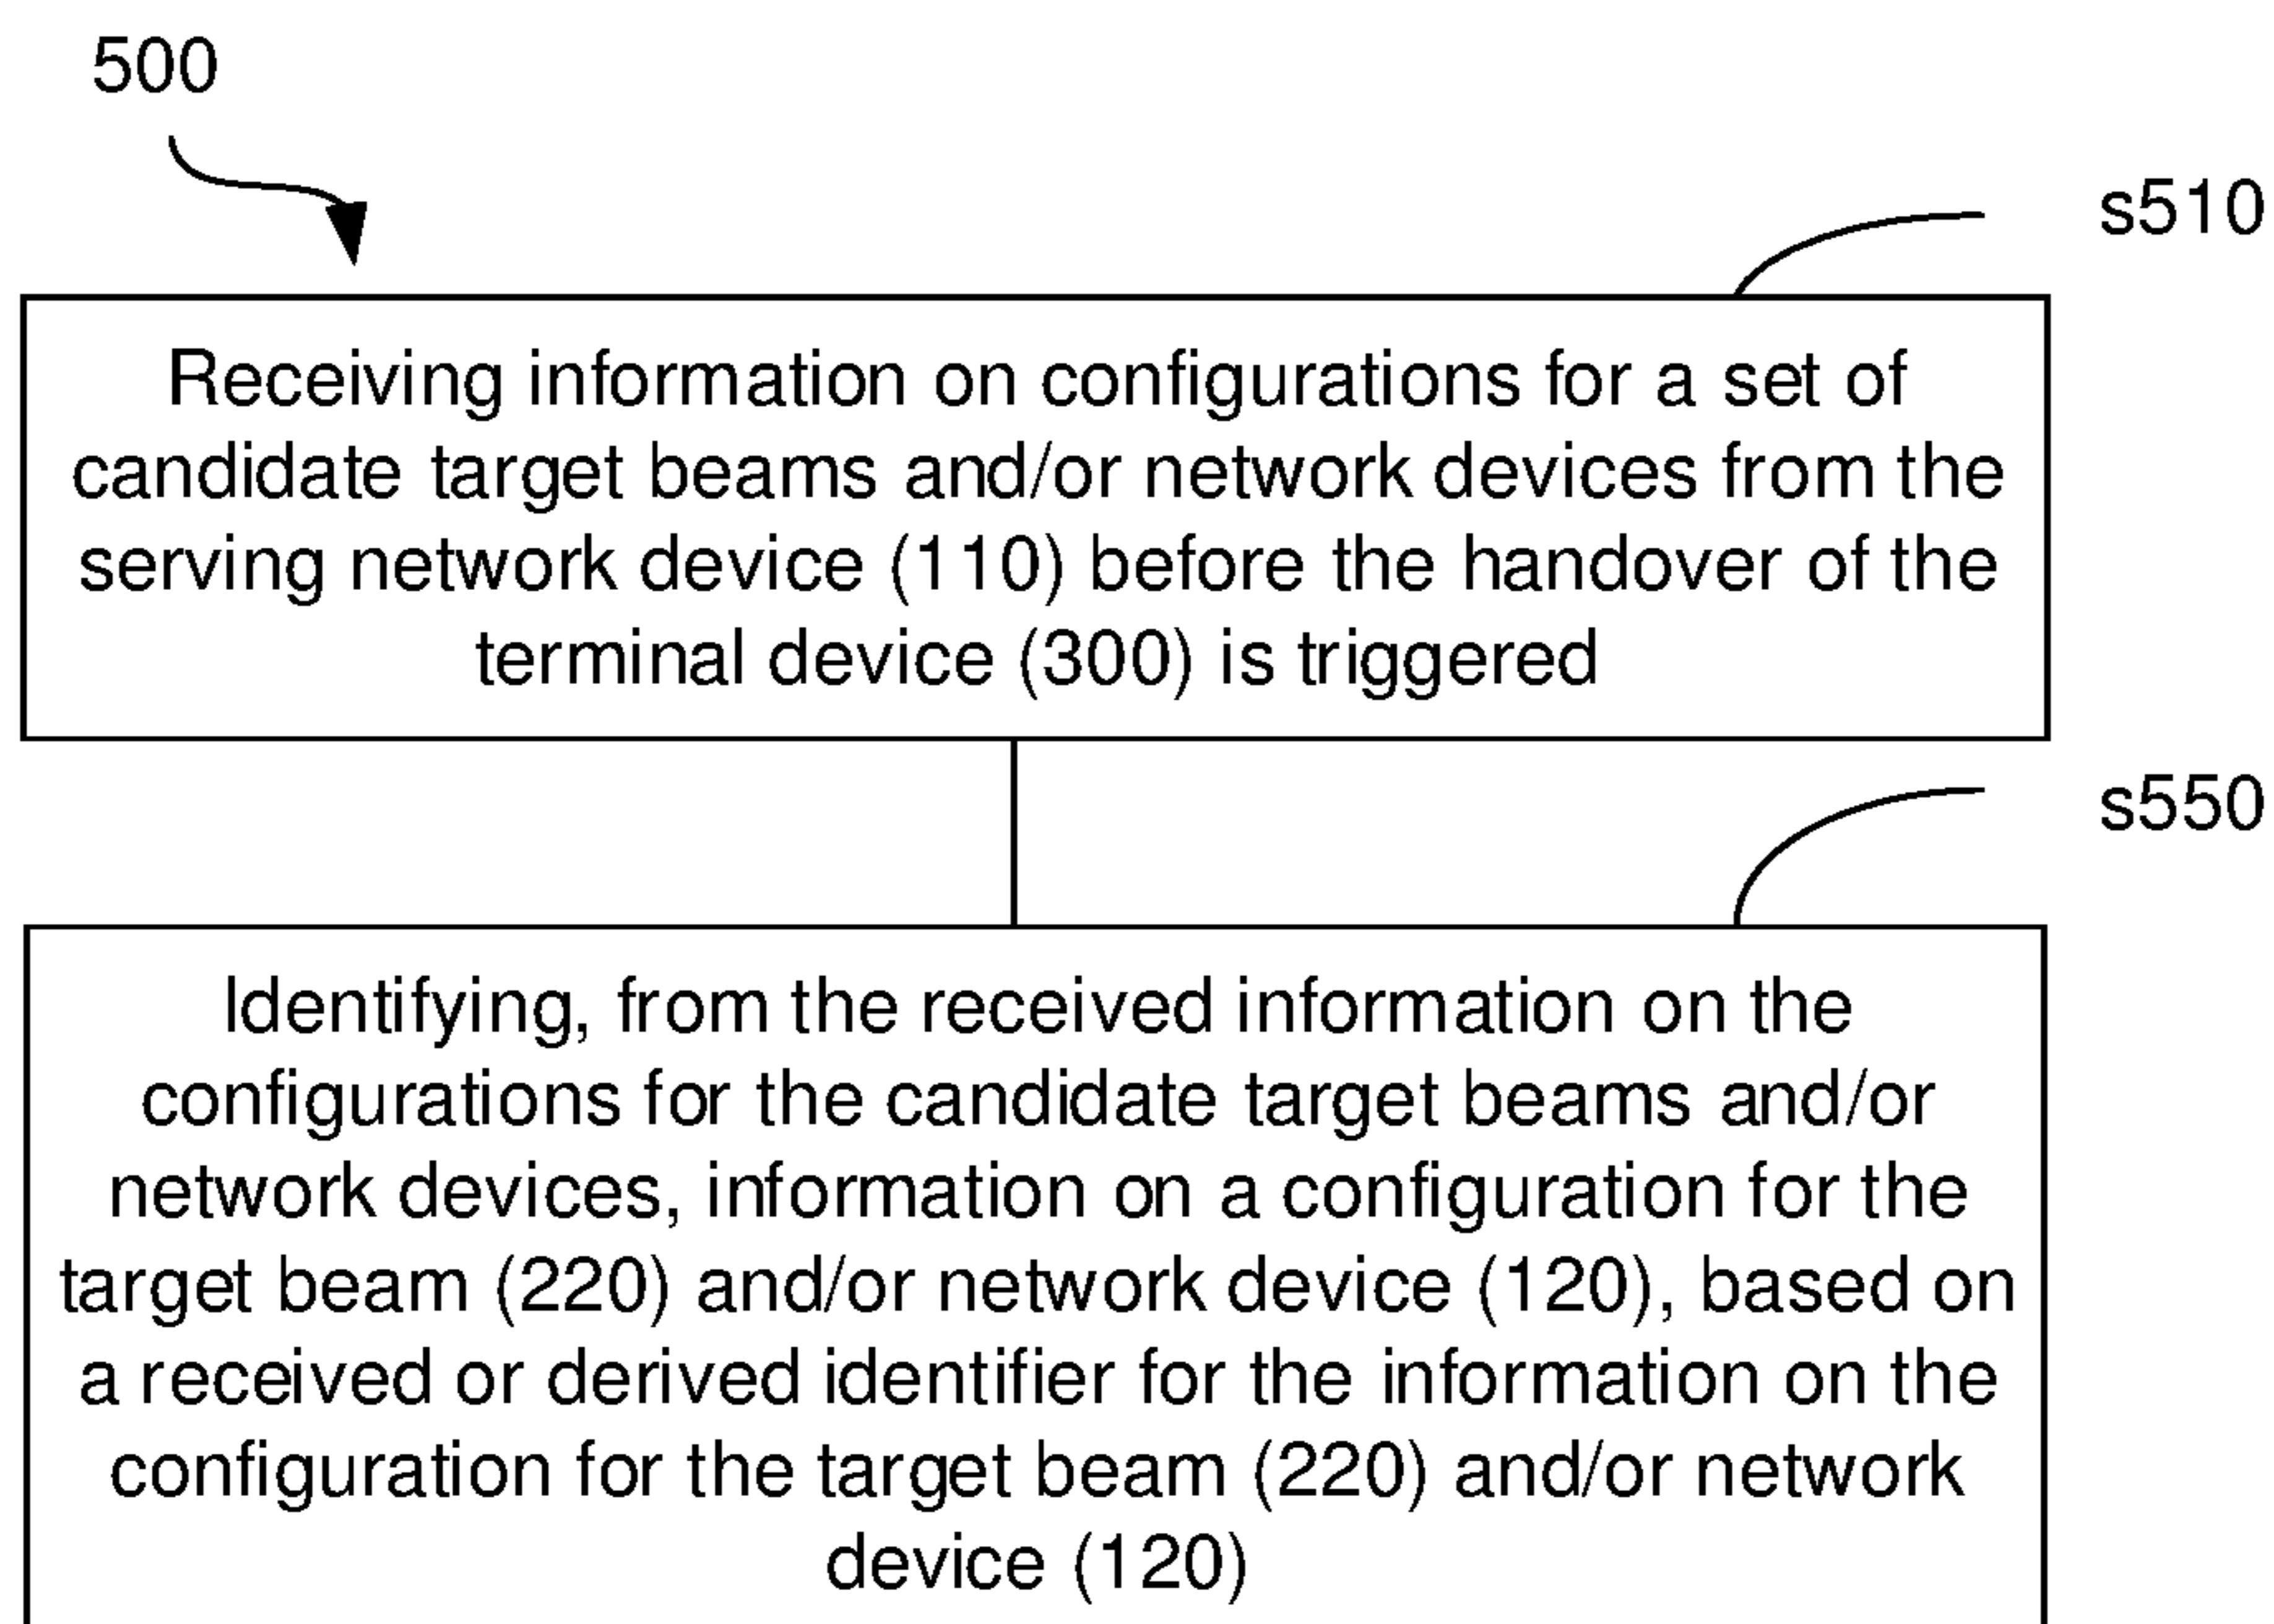 500
s510
Receiving information on configurations for a set of
candidate target beams and/or network devices from the
serving network device (110) before the handover of the
terminal device (300) is triggered
s550
Identifying, from the received information on the
configurations for the candidate target beams and/or
network devices, information on a configuration for the
target beam (220) and/or network device (120), based on
a received or derived identifier for the information on the
configuration for the target beam (220) and/or network
device (120)